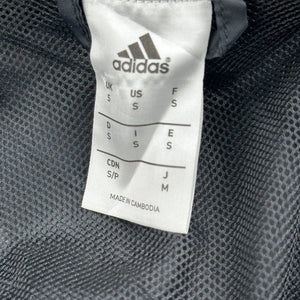 adidas®
UK US F
S S S
D I E
S S S
CDN J
S/P M
MADE IN CAMBODIA